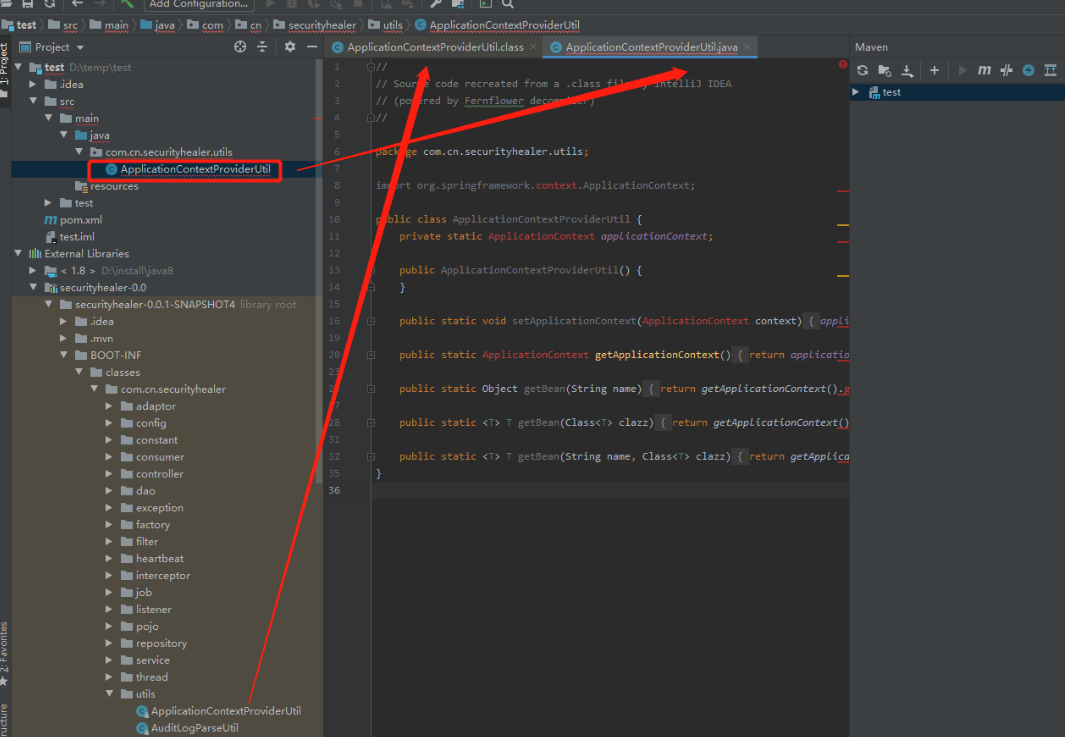 Add Configuration...
test src main java com cn securityhealer utils ApplicationContextProviderUtil
1: Project
Project
test D:\temp\test
.idea
src
main
java
com.cn.securityhealer.utils
ApplicationContextProviderUtil
resources
test
pom.xml
test.iml
External Libraries
< 1.8 > D:\install\java8
securityhealer-0.0
securityhealer-0.0.1-SNAPSHOT4 library root
.idea
.mvn
BOOT-INF
classes
com.cn.securityhealer
adaptor
config
constant
consumer
controller
dao
exception
factory
filter
heartbeat
interceptor
job
listener
pojo
repository
service
thread
utils
ApplicationContextProviderUtil
AuditLogParseUtil
2: Favorites
ApplicationContextProviderUtil.class
ApplicationContextProviderUtil.java
1 //
2 // Source code recreated from a .class file by IntelliJ IDEA
3 // (powered by Fernflower decompiler)
4 //
5
6 package com.cn.securityhealer.utils;
7
8 import org.springframework.context.ApplicationContext;
9
10 public class ApplicationContextProviderUtil {
11 private static ApplicationContext applicationContext;
12
13 public ApplicationContextProviderUtil() {
14 }
15
16 public static void setApplicationContext(ApplicationContext context) { appli
19
20 public static ApplicationContext getApplicationContext() { return application
23
public static Object getBean(String name) { return getApplicationContext().
28 public static <T> T getBean(Class<T> clazz) { return getApplicationContext()
31
32 public static <T> T getBean(String name, Class<T> clazz) { return getApplica
35 }
36
Maven
test